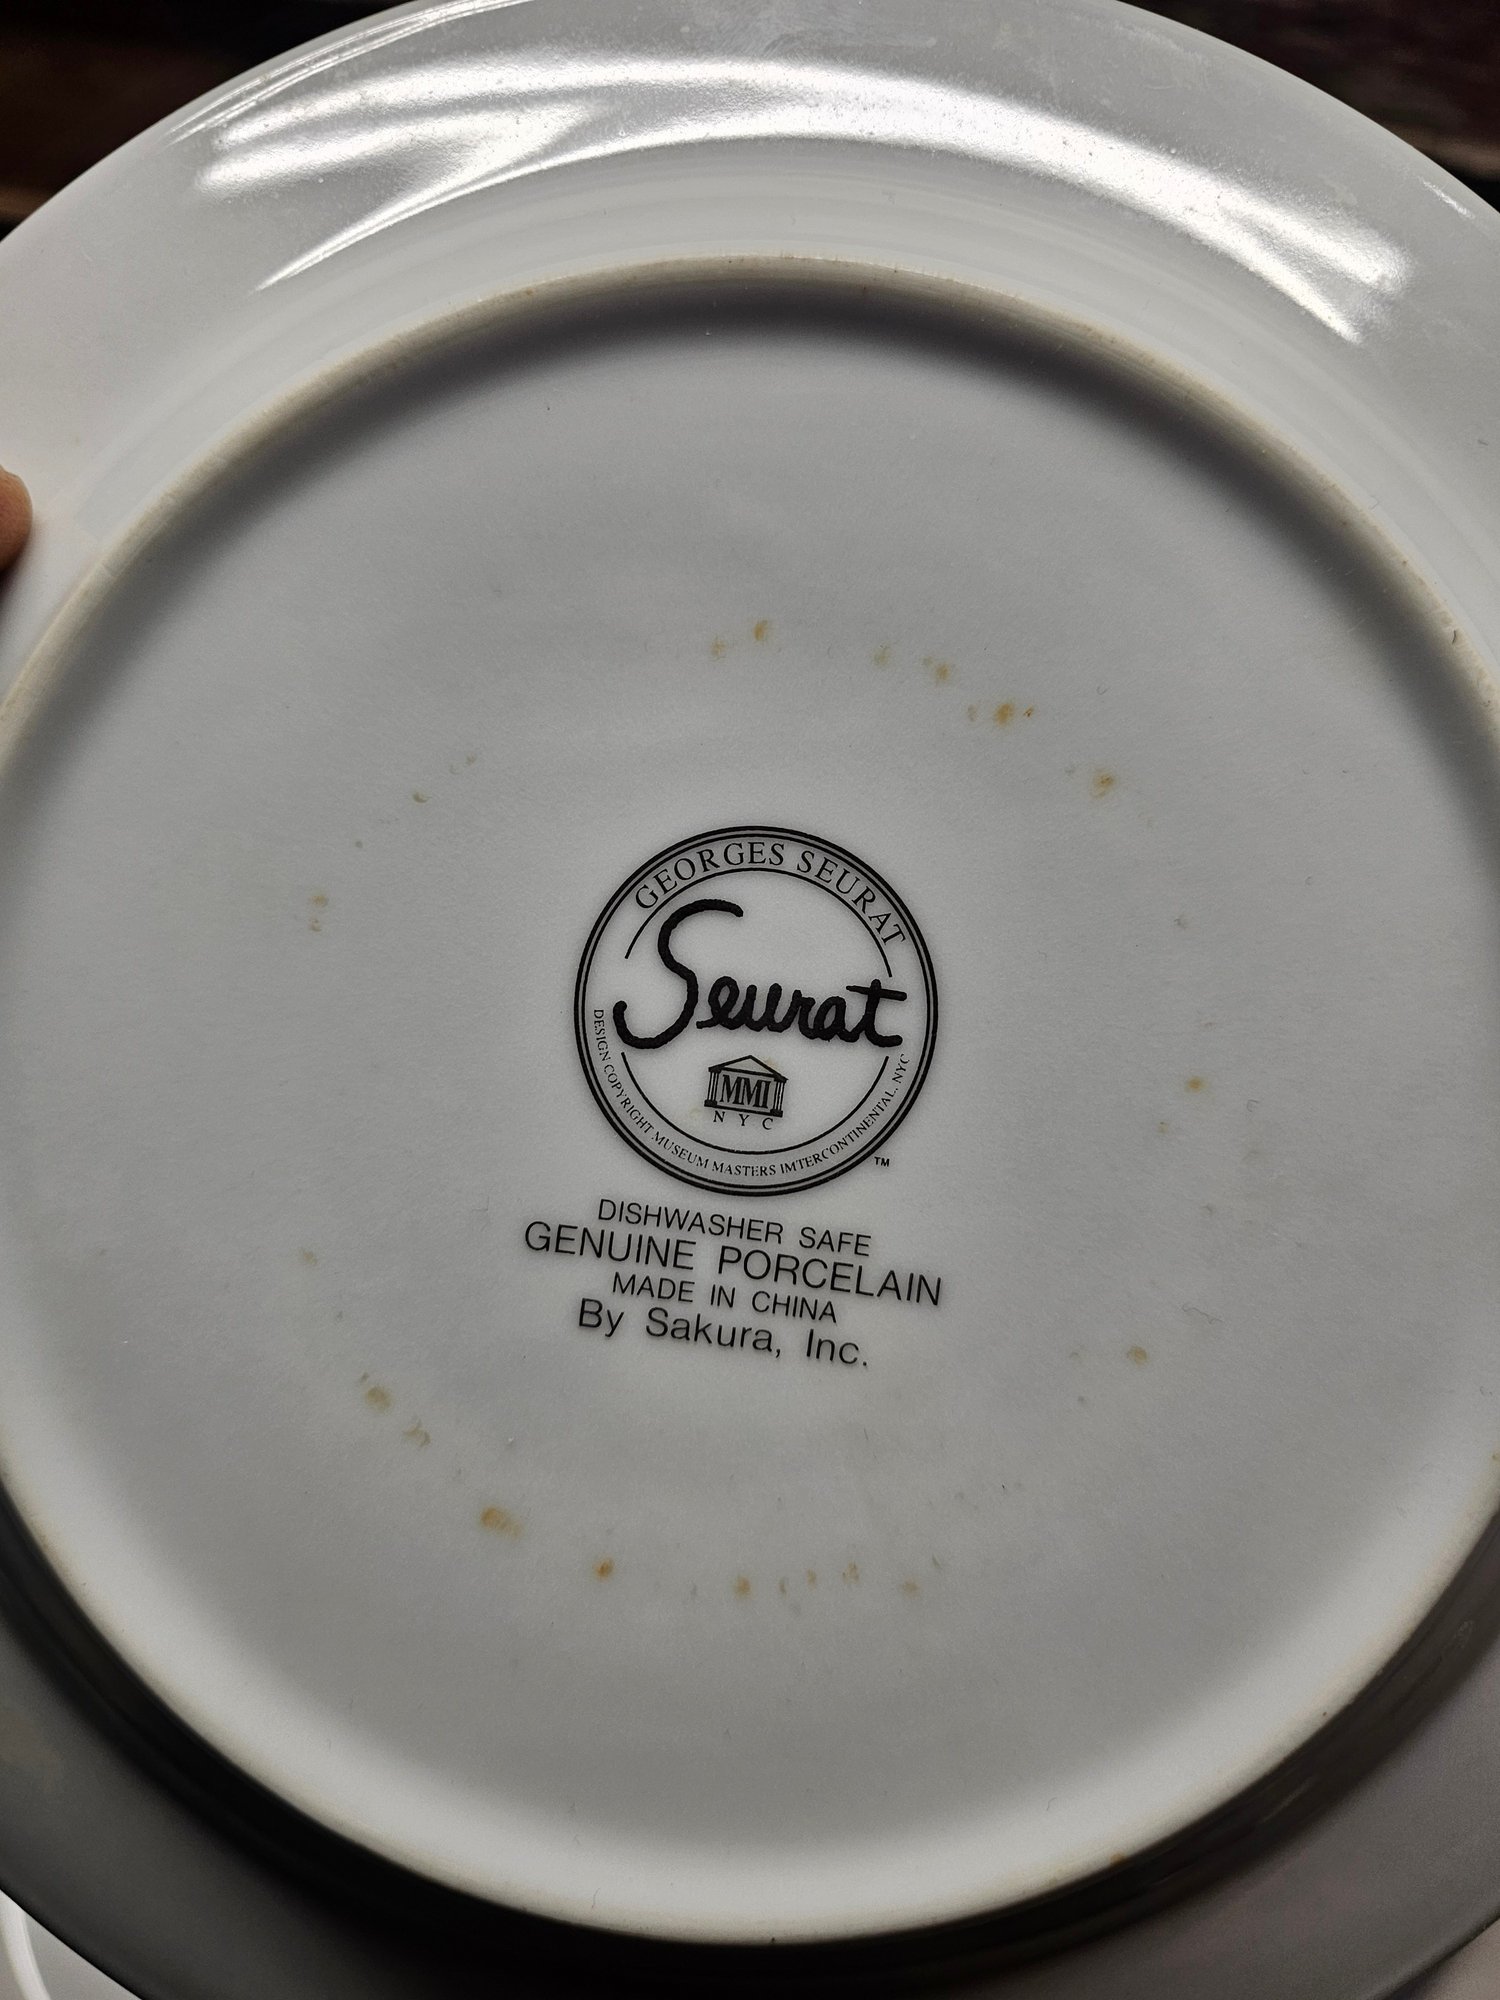 GEORGES SEURAT
Seurat
MMI
NYC
DESIGN COPYRIGHT MUSEUM MASTERS IMTERCONTINENTAL, NYC
TM
DISHWASHER SAFE
GENUINE PORCELAIN
MADE IN CHINA
By Sakura, Inc.